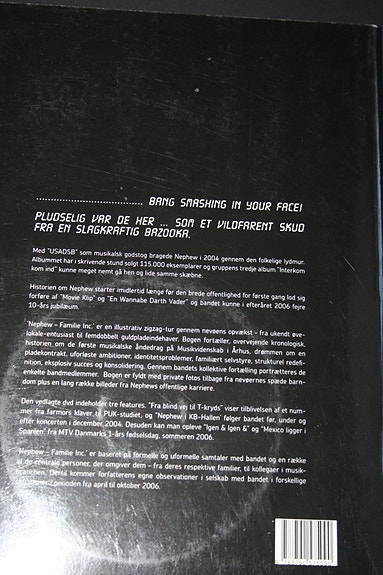 .................................... BANG SMASHING IN YOUR FACE!
PLUDSELIG VAR DE HER ... SOM ET VILDFARENT SKUD
FRA EN SLAGKRAFTIG BAZOOKA.
Med "USADSB" som musikalsk godstog bragede Nephew i 2004 gennem den folkelige lydmur.
Albummet har i skrivende stund solgt 115.000 eksemplarer og gruppens tredje album "Interkom
kom ind" kunne meget nemt gå hen og lide samme skæbne.
Historien om Nephew starter imidlertid længe før den brede offentlighed for første gang lod sig
forføre af "Movie Klip" og "En Wannabe Darth Vader" og bandet kunne i efteråret 2006 fejre
10-års jubilæum.
'Nephew – Familie Inc.' er en illustrativ zigzag-tur gennem nevøens opvækst – fra ukendt øve-
lokale-entusiast til femdobbelt guldpladeindehaver. Bogen fortæller, overvejende kronologisk,
historien om de første musikalske åndedrag på Musikvidenskab i Århus, drømmen om en
pladekontrakt, uforløste ambitioner, identitetsproblemer, familiært selvstyre, strukturel redefi-
nition, eksplosiv succes og konsolidering. Gennem bandets kollektive fortælling portrætteres de
enkelte bandmedlemmer. Bogen er fyldt med private fotos tilbage fra nevøernes spæde barn-
dom plus en lang række billeder fra Nephews offentlige karriere.
Den vedlagte dvd indeholder tre features. "Fra blind vej til T-kryds" viser tilblivelsen af et num-
mer fra farmors klaver til PUK-studiet, og "Nephew i KB-Hallen" følger bandet før, under og
efter koncerten i december, 2004. Desuden kan man opleve "Igen & Igen &" og "Mexico ligger i
Spanien" fra MTV Danmarks 1-års fødselsdag, sommeren 2006.
'Nephew – Familie Inc.' er baseret på formelle og uformelle samtaler med bandet og en række
af de centrale personer, der omgiver dem – fra deres respektive familier, til kollegaer i musik-
branchen. Dertil kommer forfatterens egne observationer i selskab med bandet i forskellige
i perioden fra april til oktober 2006.